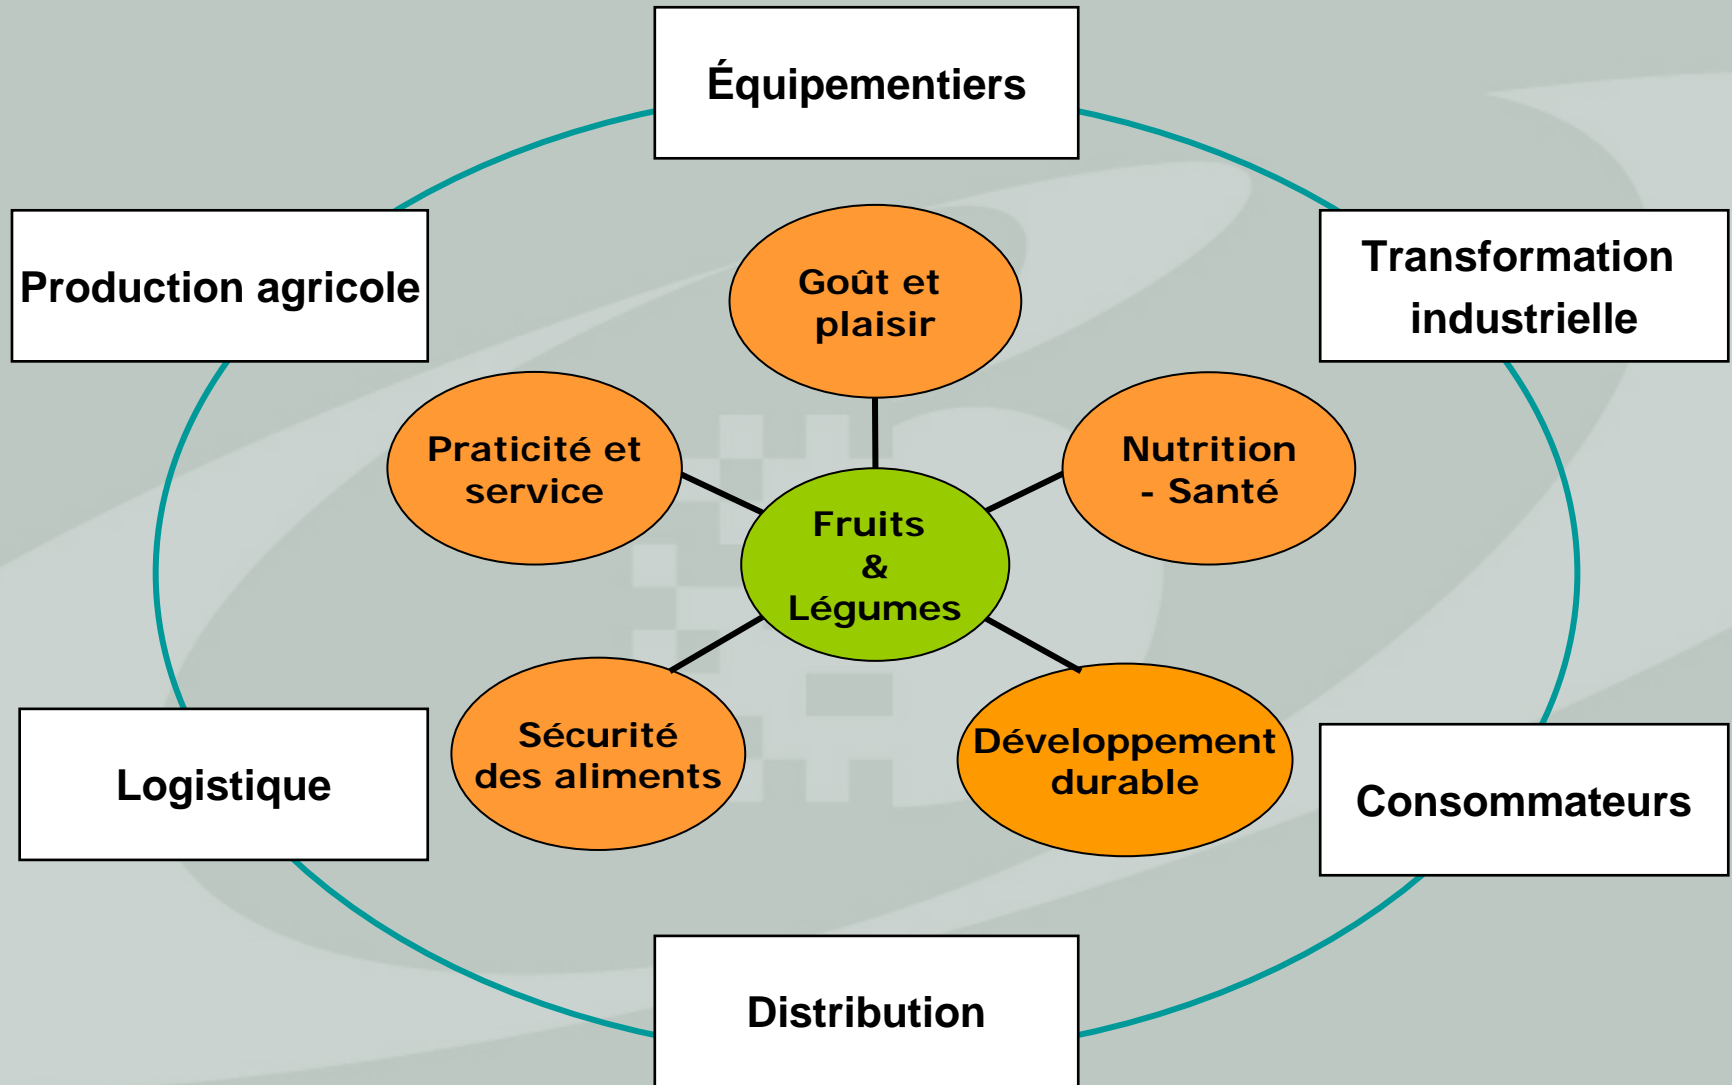 Équipementiers
Production agricole
Transformation
industrielle
Goût et
plaisir
Praticité et
service
Nutrition
- Santé
Fruits
&
Légumes
Sécurité
des aliments
Développement
durable
Logistique
Consommateurs
Distribution